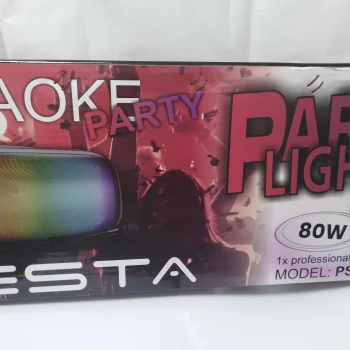 AOKE
PARTY
PAR
LIGH
80W
1x professional
MODEL: PS
ESTA